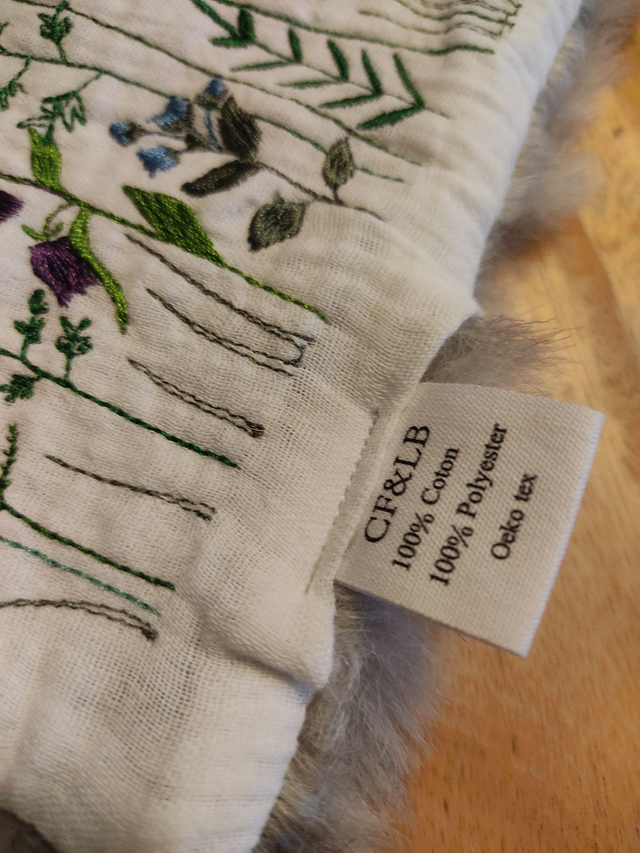 CF&LB
100% Coton
100% Polyester
Oeko tex